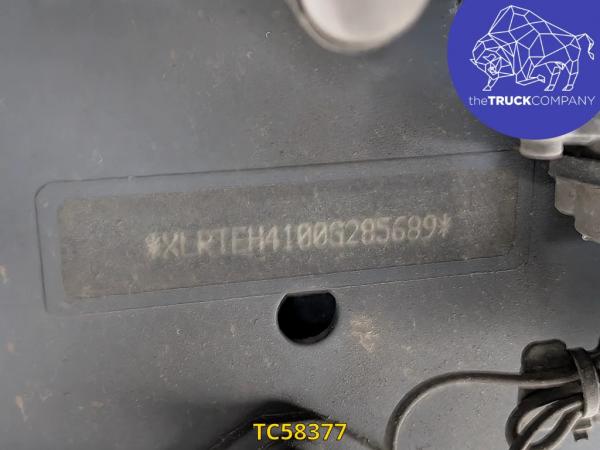 theTRUCKCOMPANY
*XLRTEH4100G285689*
TC58377